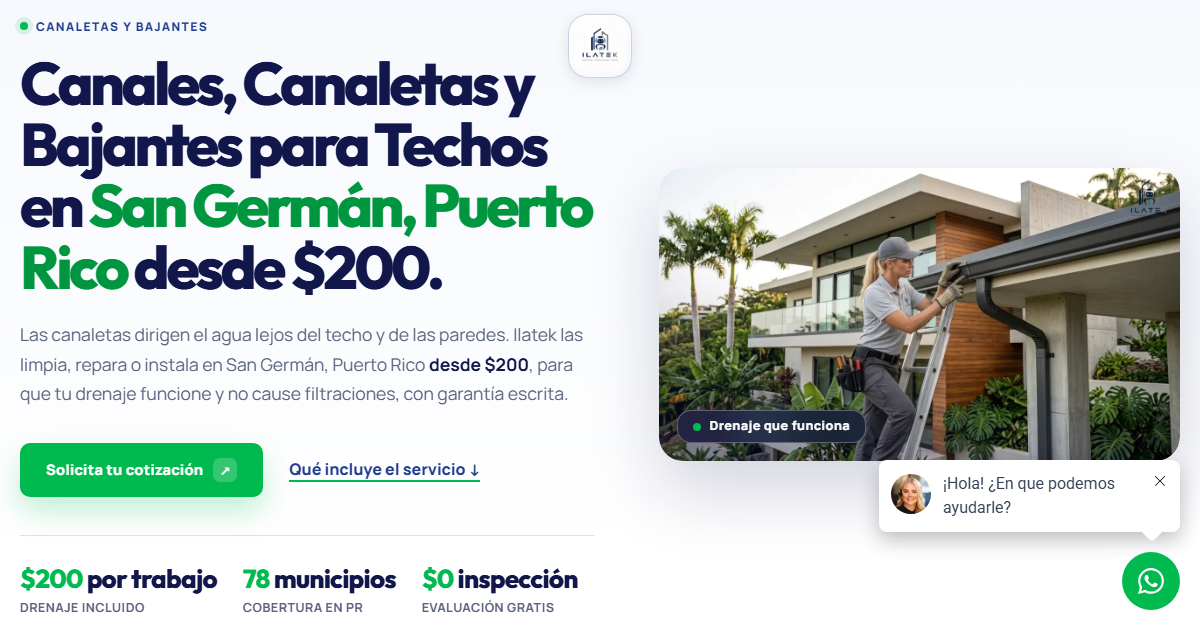 CANALETAS Y BAJANTES
ILATEK
Canales, Canaletas y
Bajantes para Techos
en San Germán, Puerto
Rico desde $200.
Las canaletas dirigen el agua lejos del techo y de las paredes. Ilatek las
limpia, repara o instala en San Germán, Puerto Rico desde $200, para
que tu drenaje funcione y no cause filtraciones, con garantía escrita.
Solicita tu cotización ↗
Qué incluye el servicio ↓
$200 por trabajo
DRENAJE INCLUIDO
78 municipios
COBERTURA EN PR
$0 inspección
EVALUACIÓN GRATIS
ILATEK
Drenaje que funciona
¡Hola! ¿En que podemos
ayudarle?